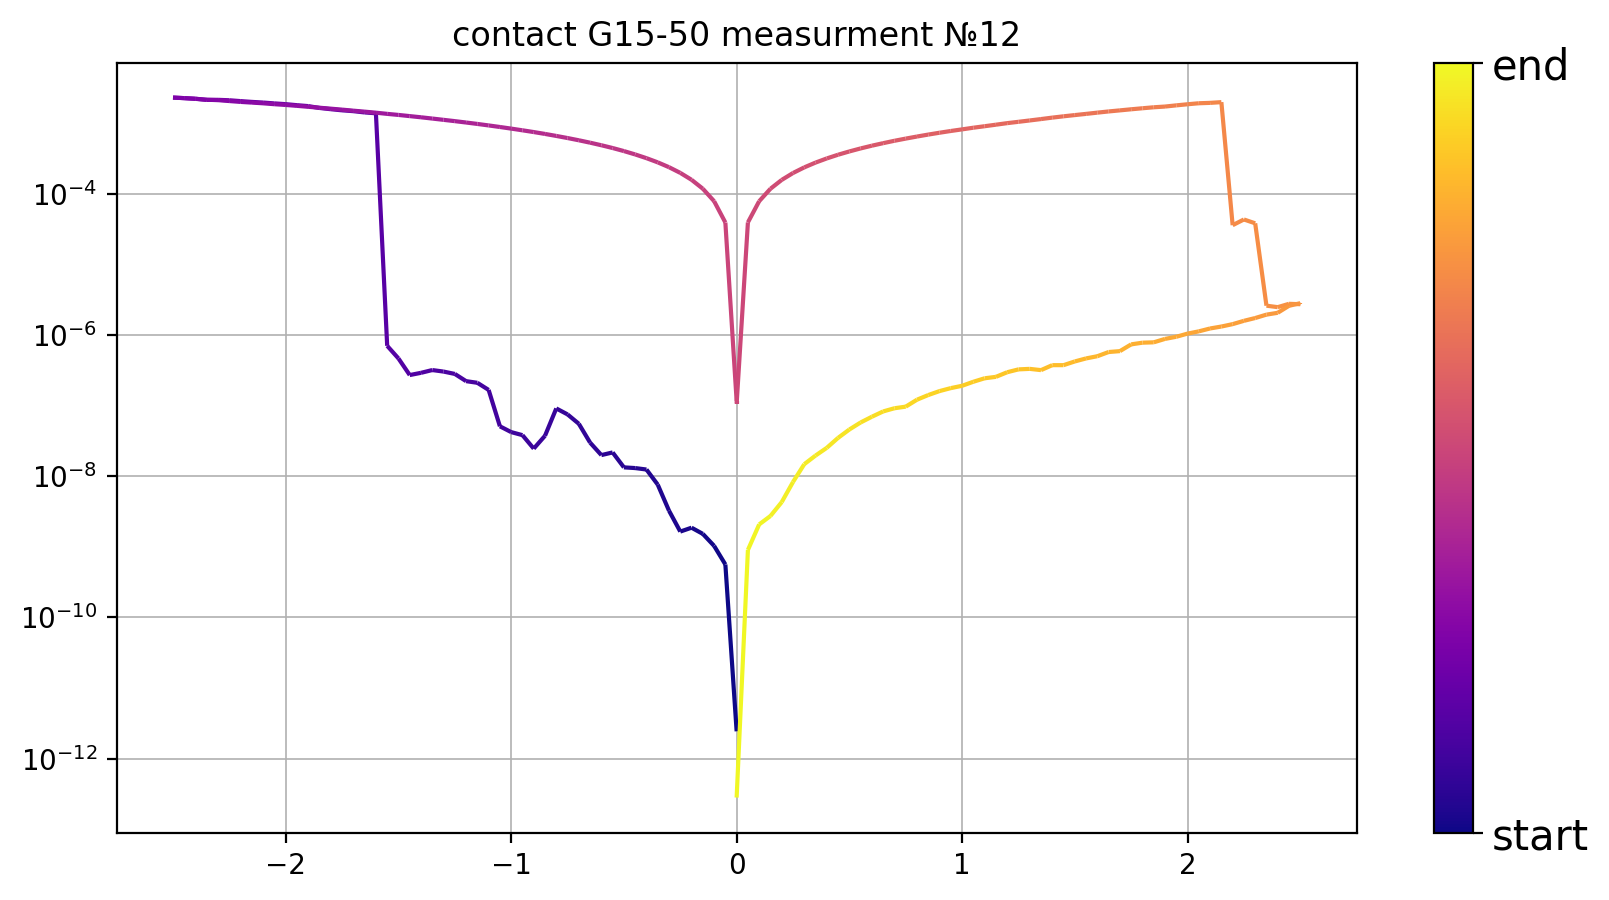 contact G15-50 measurment №12
end
10⁻⁴
10⁻⁶
10⁻⁸
10⁻¹⁰
10⁻¹²
start
−2 −1 0 1 2